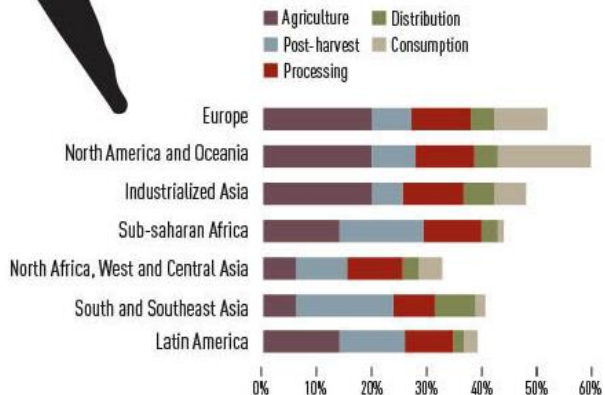 Agriculture Distribution
Post-harvest Consumption
Processing
Europe
North America and Oceania
Industrialized Asia
Sub-saharan Africa
North Africa, West and Central Asia
South and Southeast Asia
Latin America
0% 10% 20% 30% 40% 50% 60%